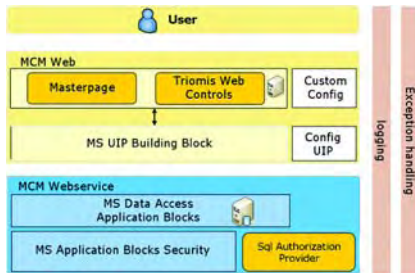 User
MCM Web
Masterpage
Triomis Web
Controls
Custom
Config
MS UIP Building Block
Config
UIP
MCM Webservice
MS Data Access
Application Blocks
MS Application Blocks Security
Sql Authorization
Provider
logging
Exception handling